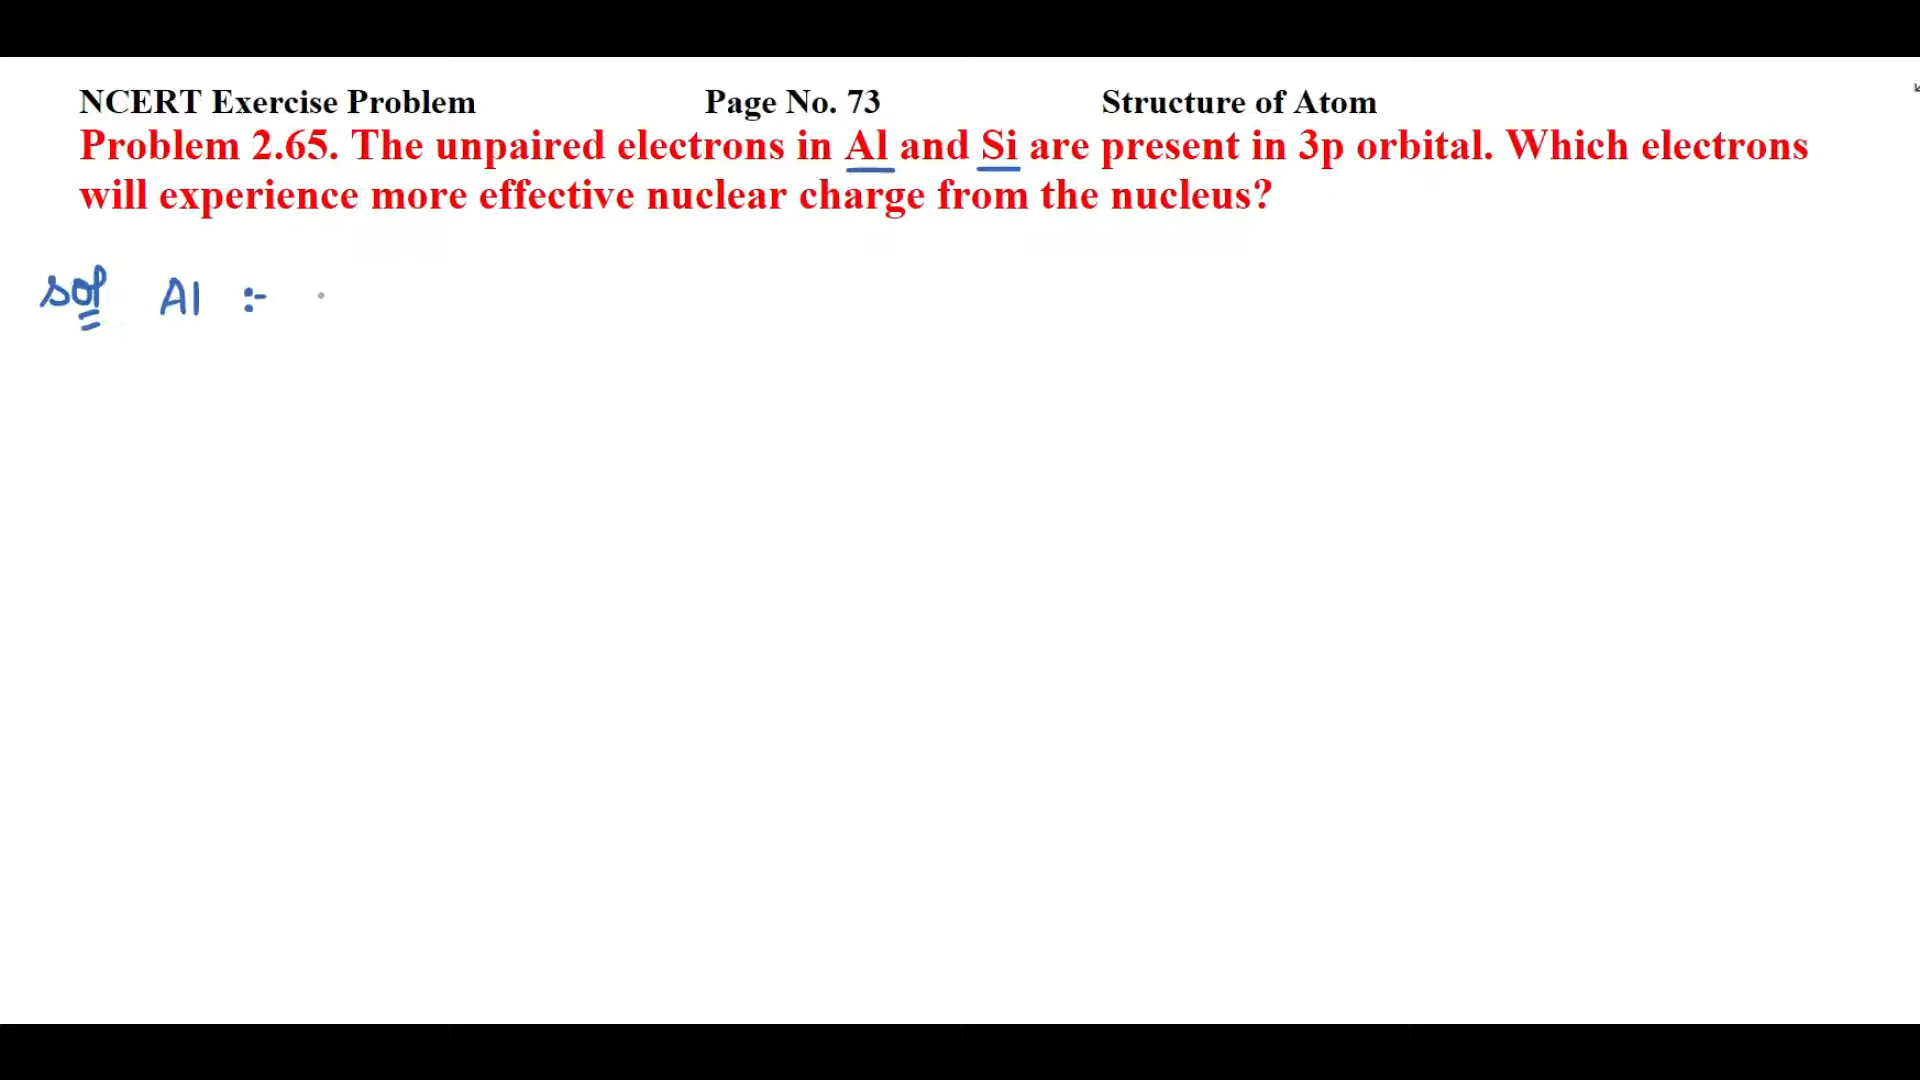 NCERT Exercise Problem Page No. 73 Structure of Atom
Problem 2.65. The unpaired electrons in Al and Si are present in 3p orbital. Which electrons
will experience more effective nuclear charge from the nucleus?
Sol Al :-